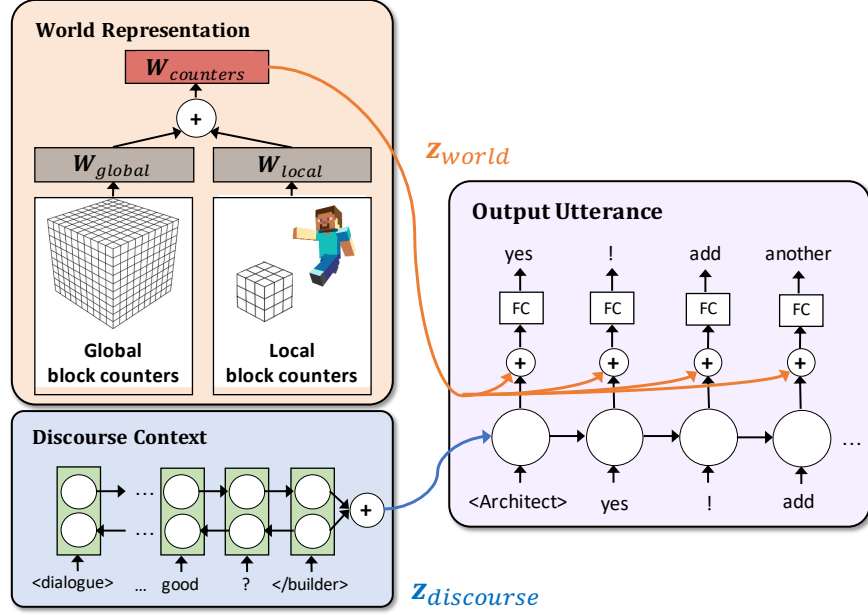 World Representation
W_counters
+
W_global
W_local
Global
block counters
Local
block counters
z_world
Output Utterance
yes ! add another
FC FC FC FC
+ + + +
...
<Architect> yes ! add
Discourse Context
...
+
...
<dialogue> ... good ? </builder>
z_discourse